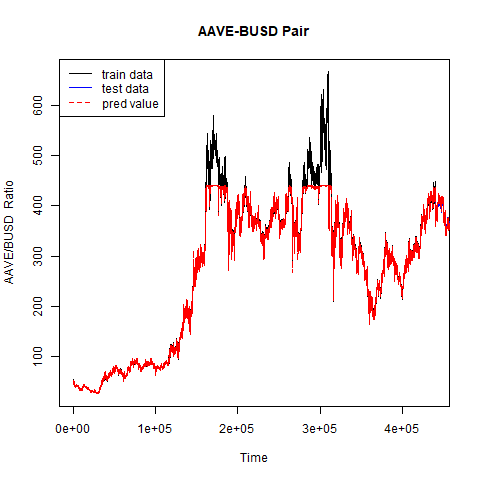 AAVE-BUSD Pair
train data
test data
pred value
AAVE/BUSD Ratio
600
500
400
300
200
100
0e+00 1e+05 2e+05 3e+05 4e+05
Time